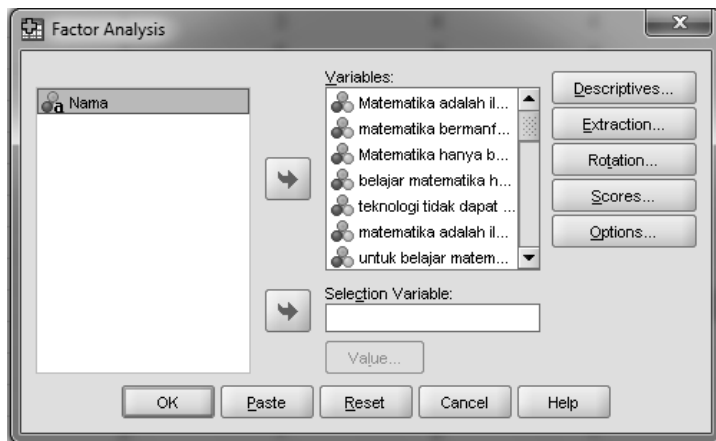 Factor Analysis
a Nama
Variables:
Matematika adalah il...
matematika bermanf...
Matematika hanya b...
belajar matematika h...
teknologi tidak dapat ...
matematika adalah il...
untuk belajar matem...
Selection Variable:
Value...
Descriptives...
Extraction...
Rotation...
Scores...
Options...
OK Paste Reset Cancel Help